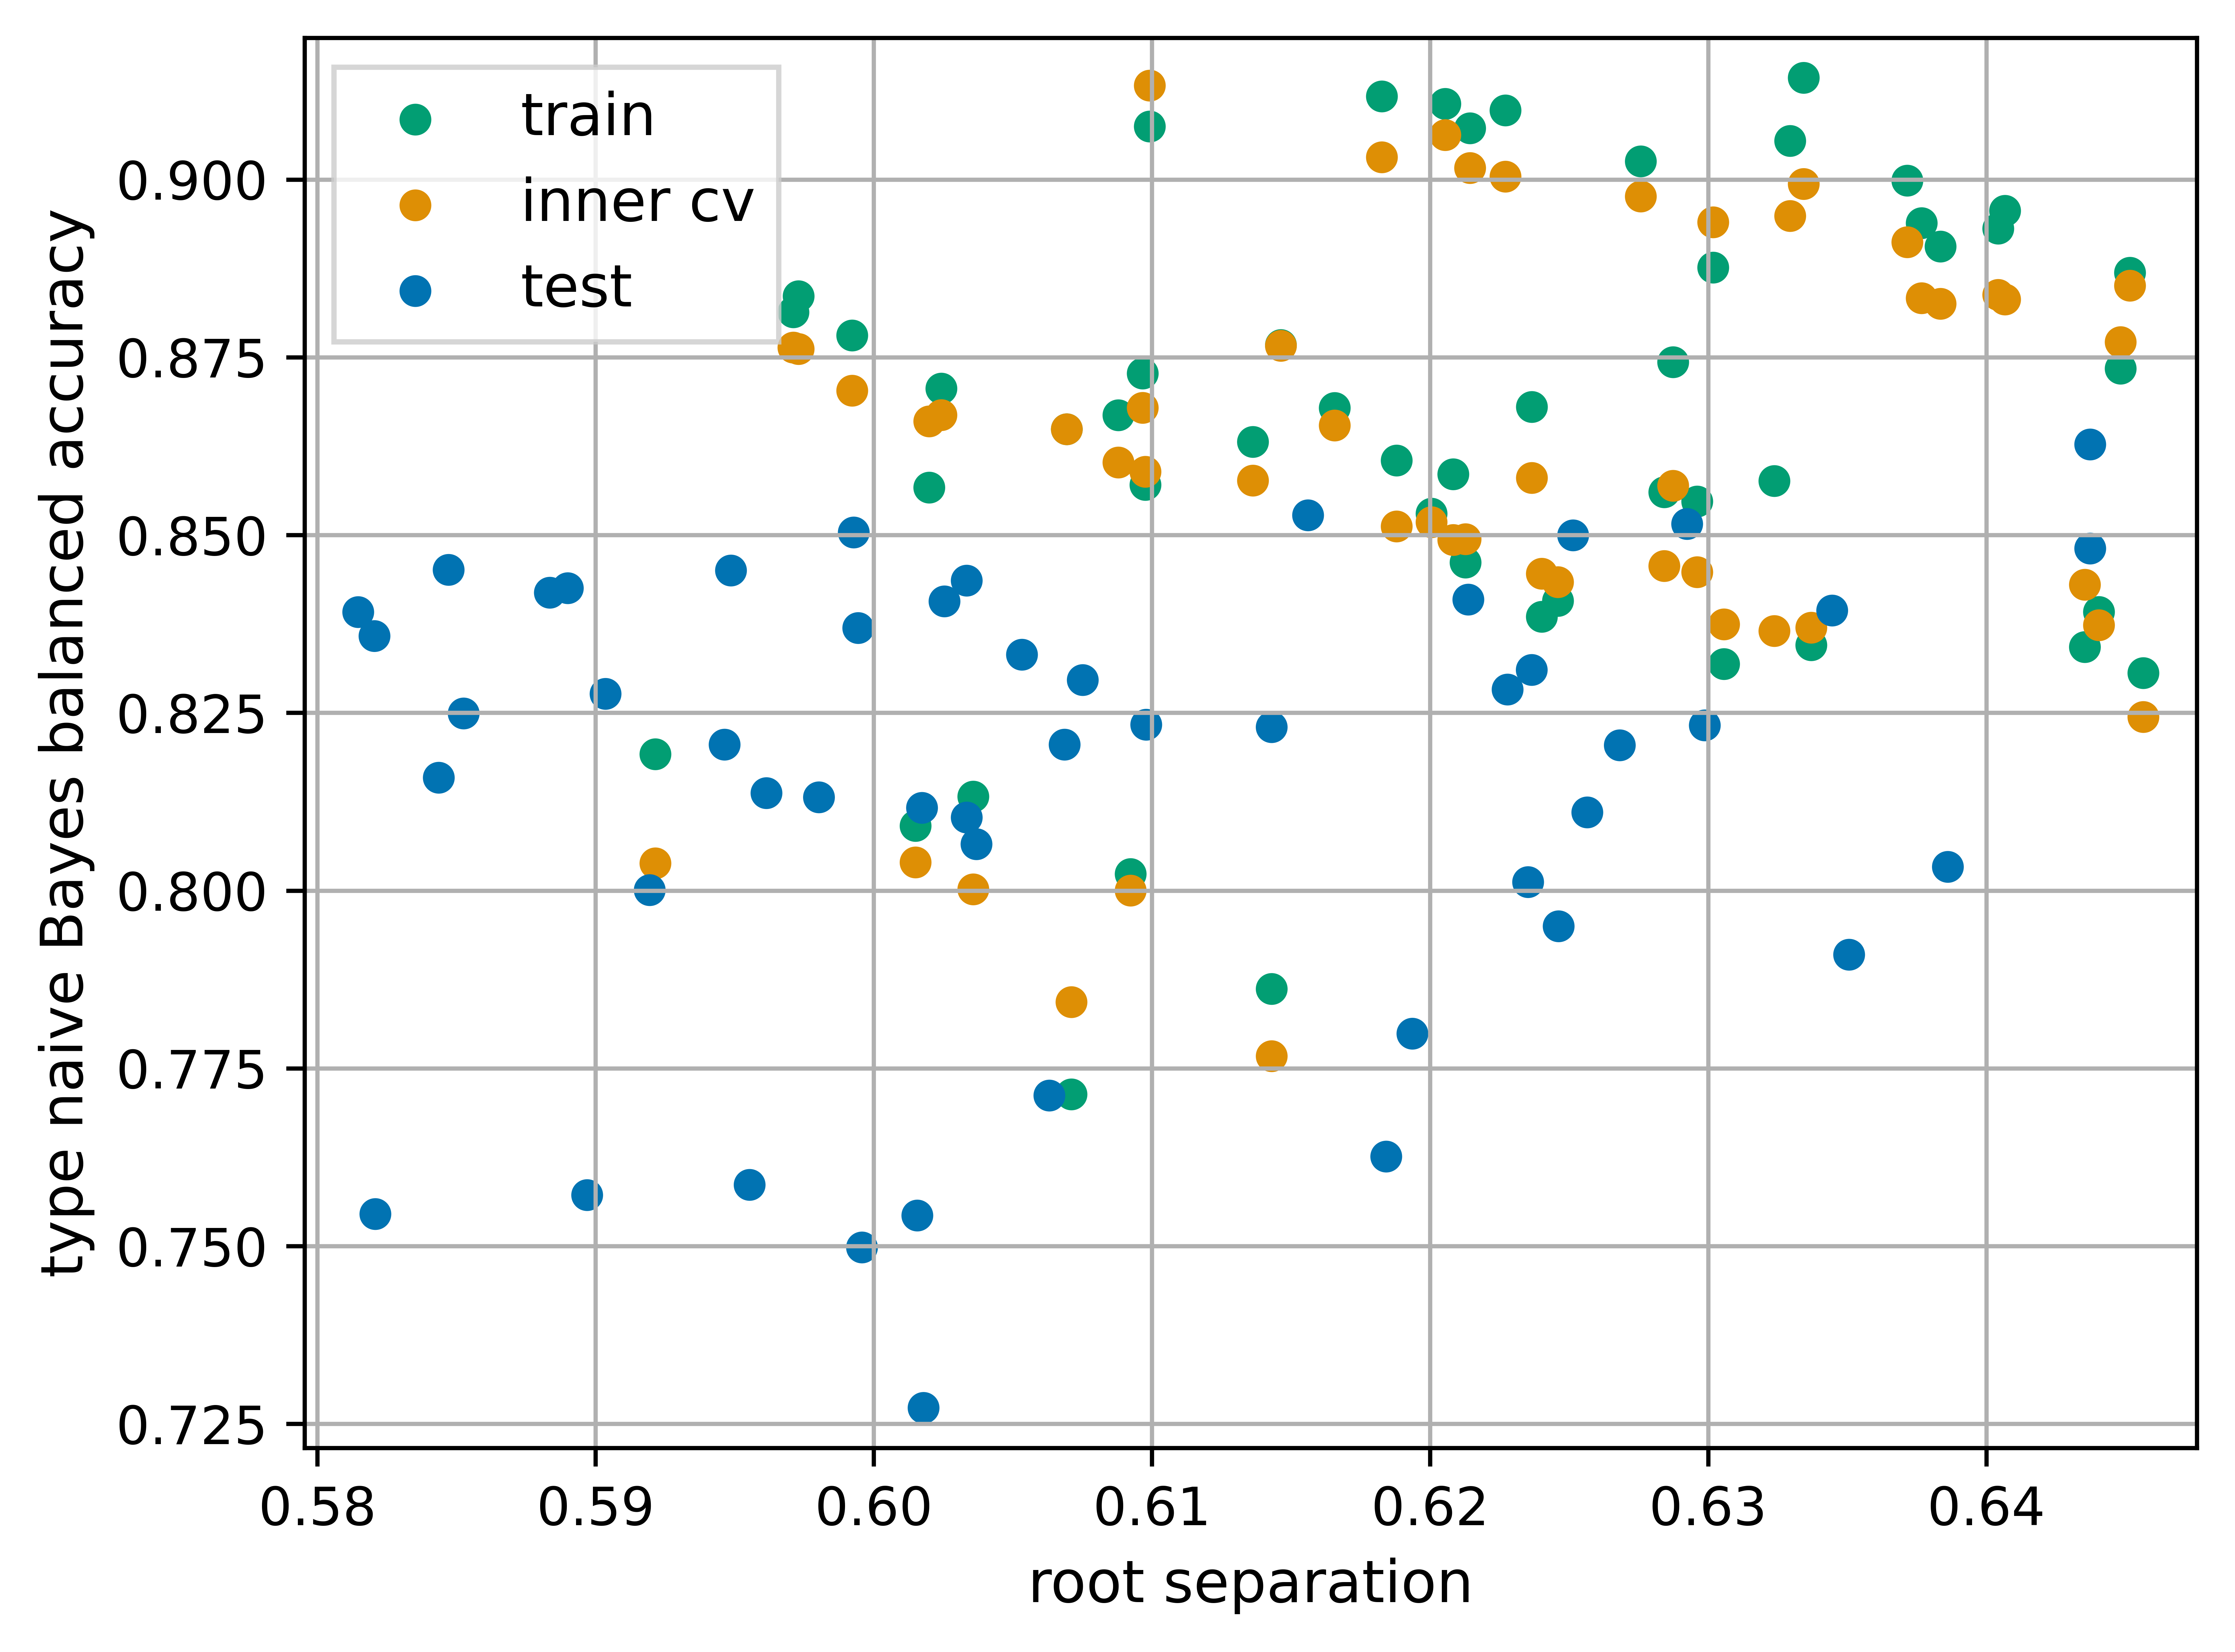 train
inner cv
test
type naive Bayes balanced accuracy
0.900
0.875
0.850
0.825
0.800
0.775
0.750
0.725
0.58 0.59 0.60 0.61 0.62 0.63 0.64
root separation